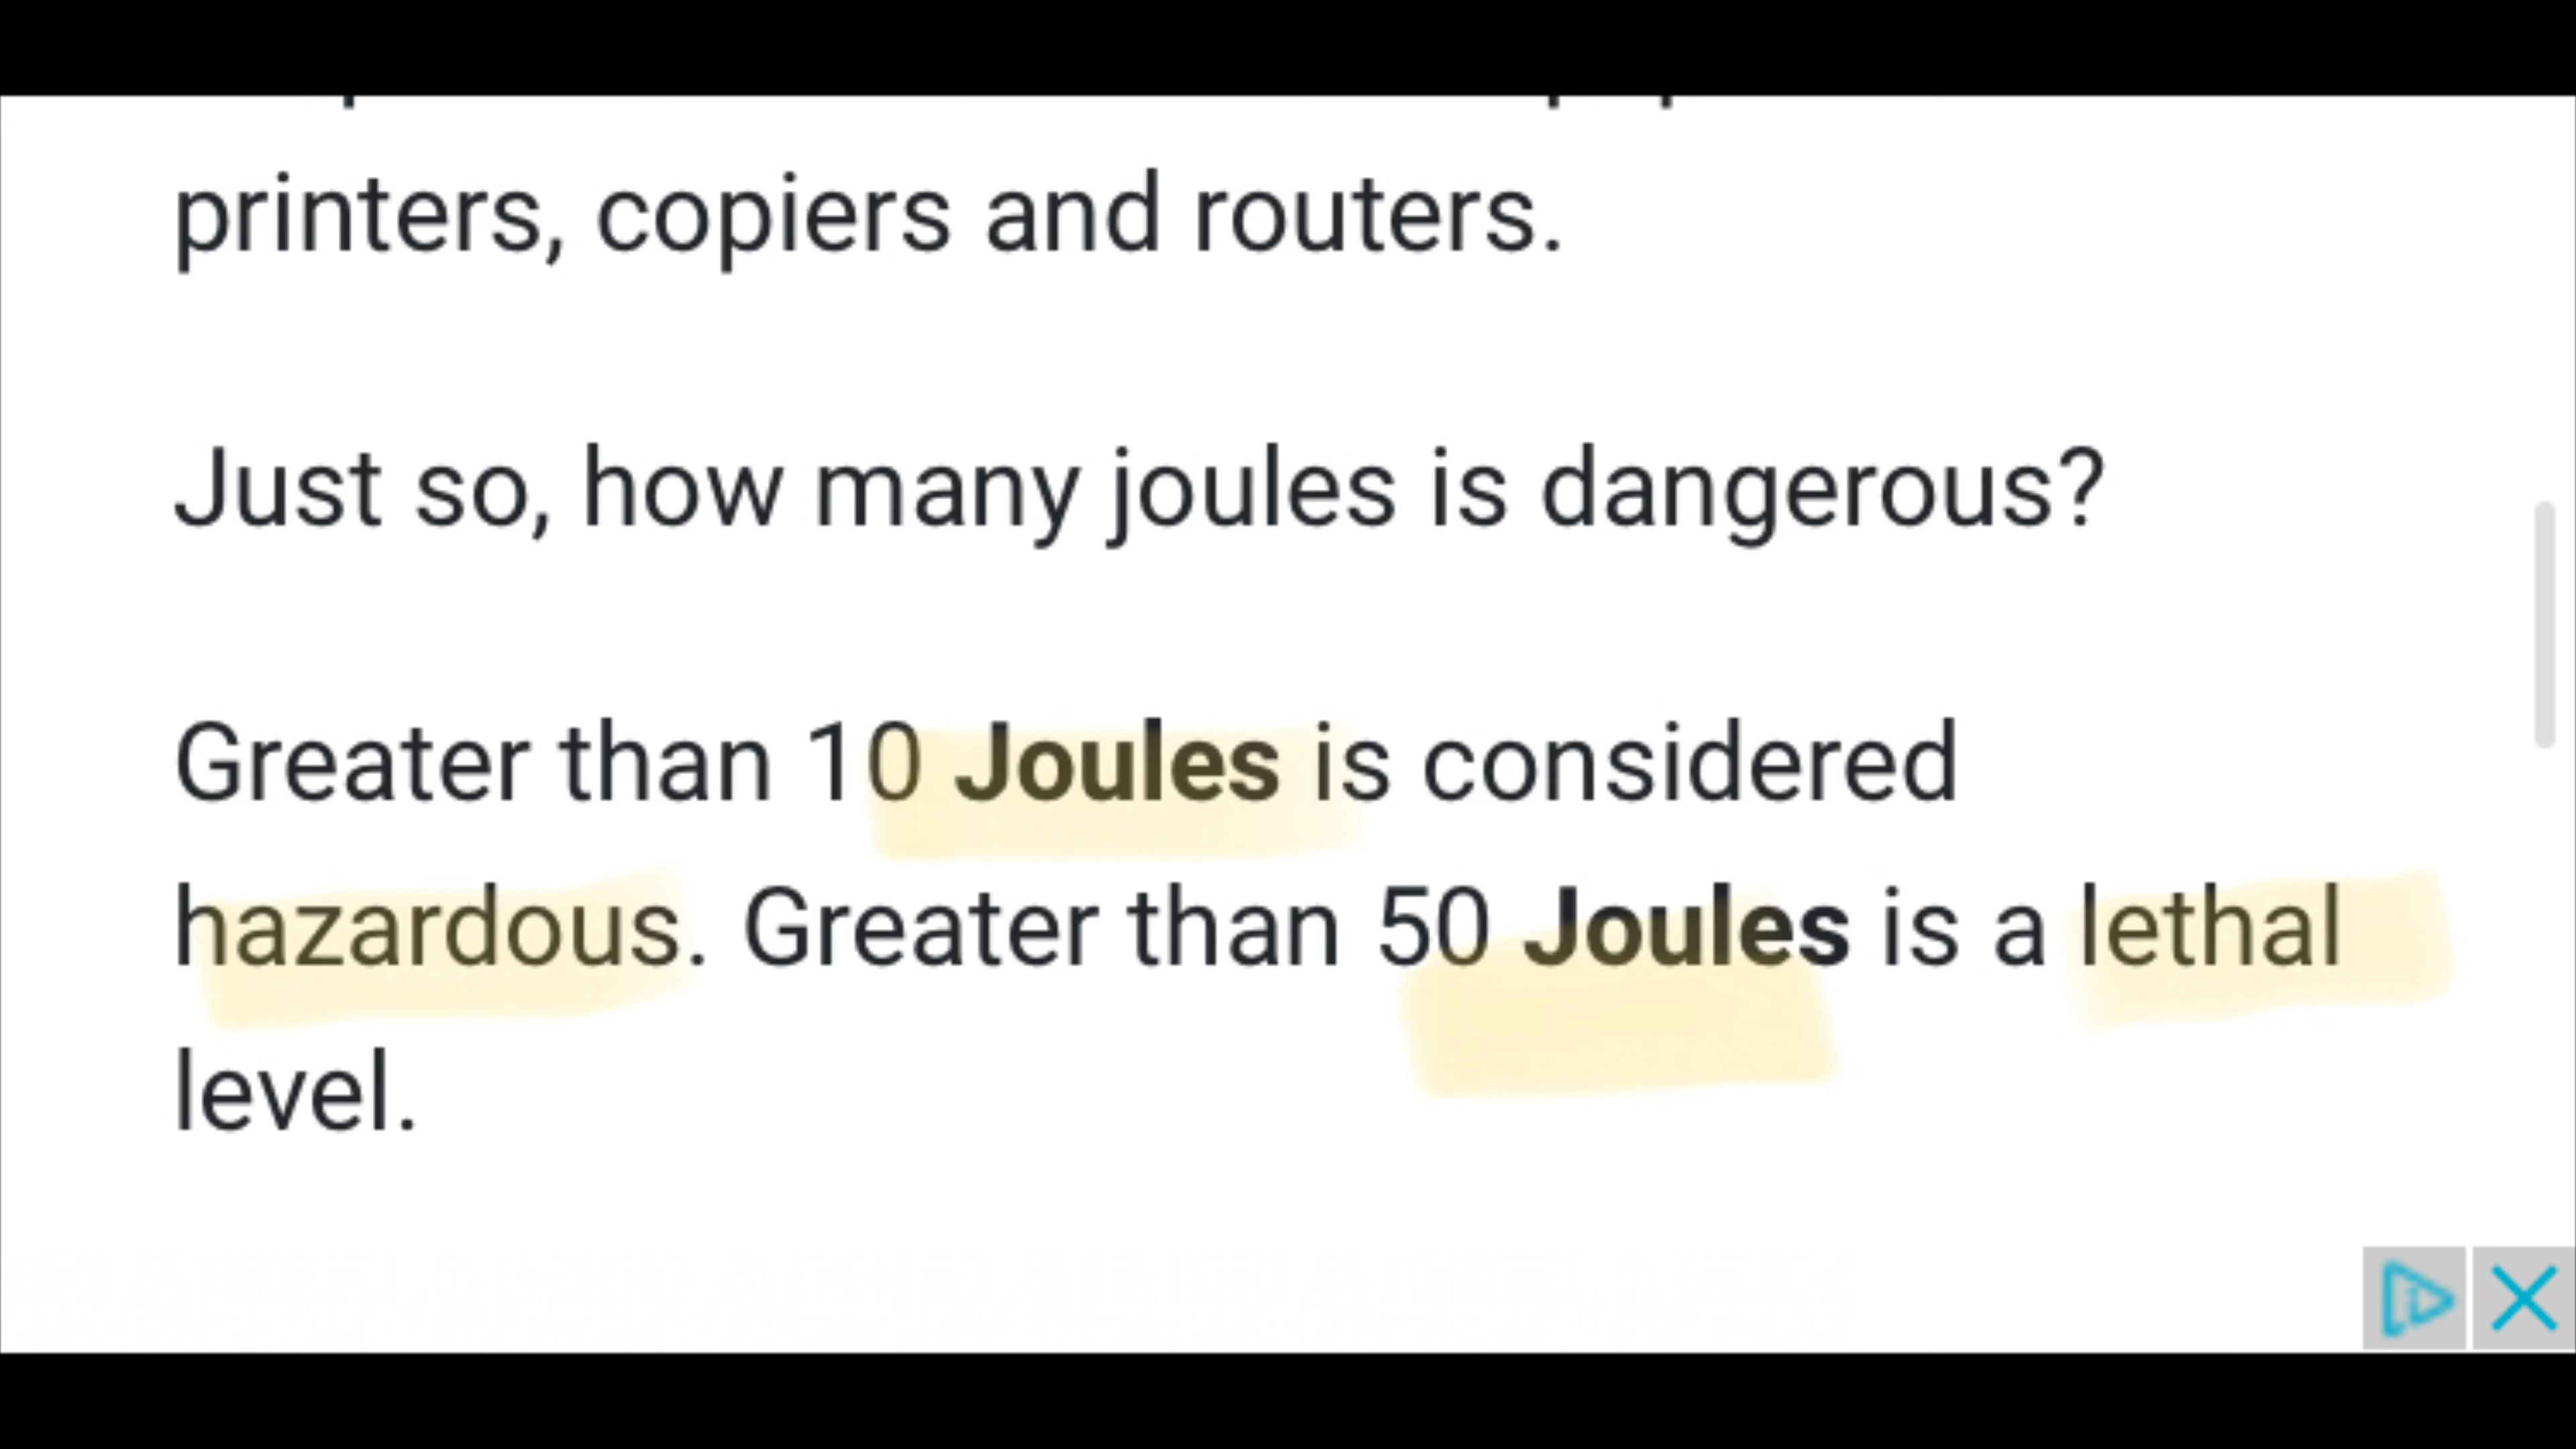 printers, copiers and routers.
Just so, how many joules is dangerous?
Greater than 10 Joules is considered
hazardous. Greater than 50 Joules is a lethal
level.